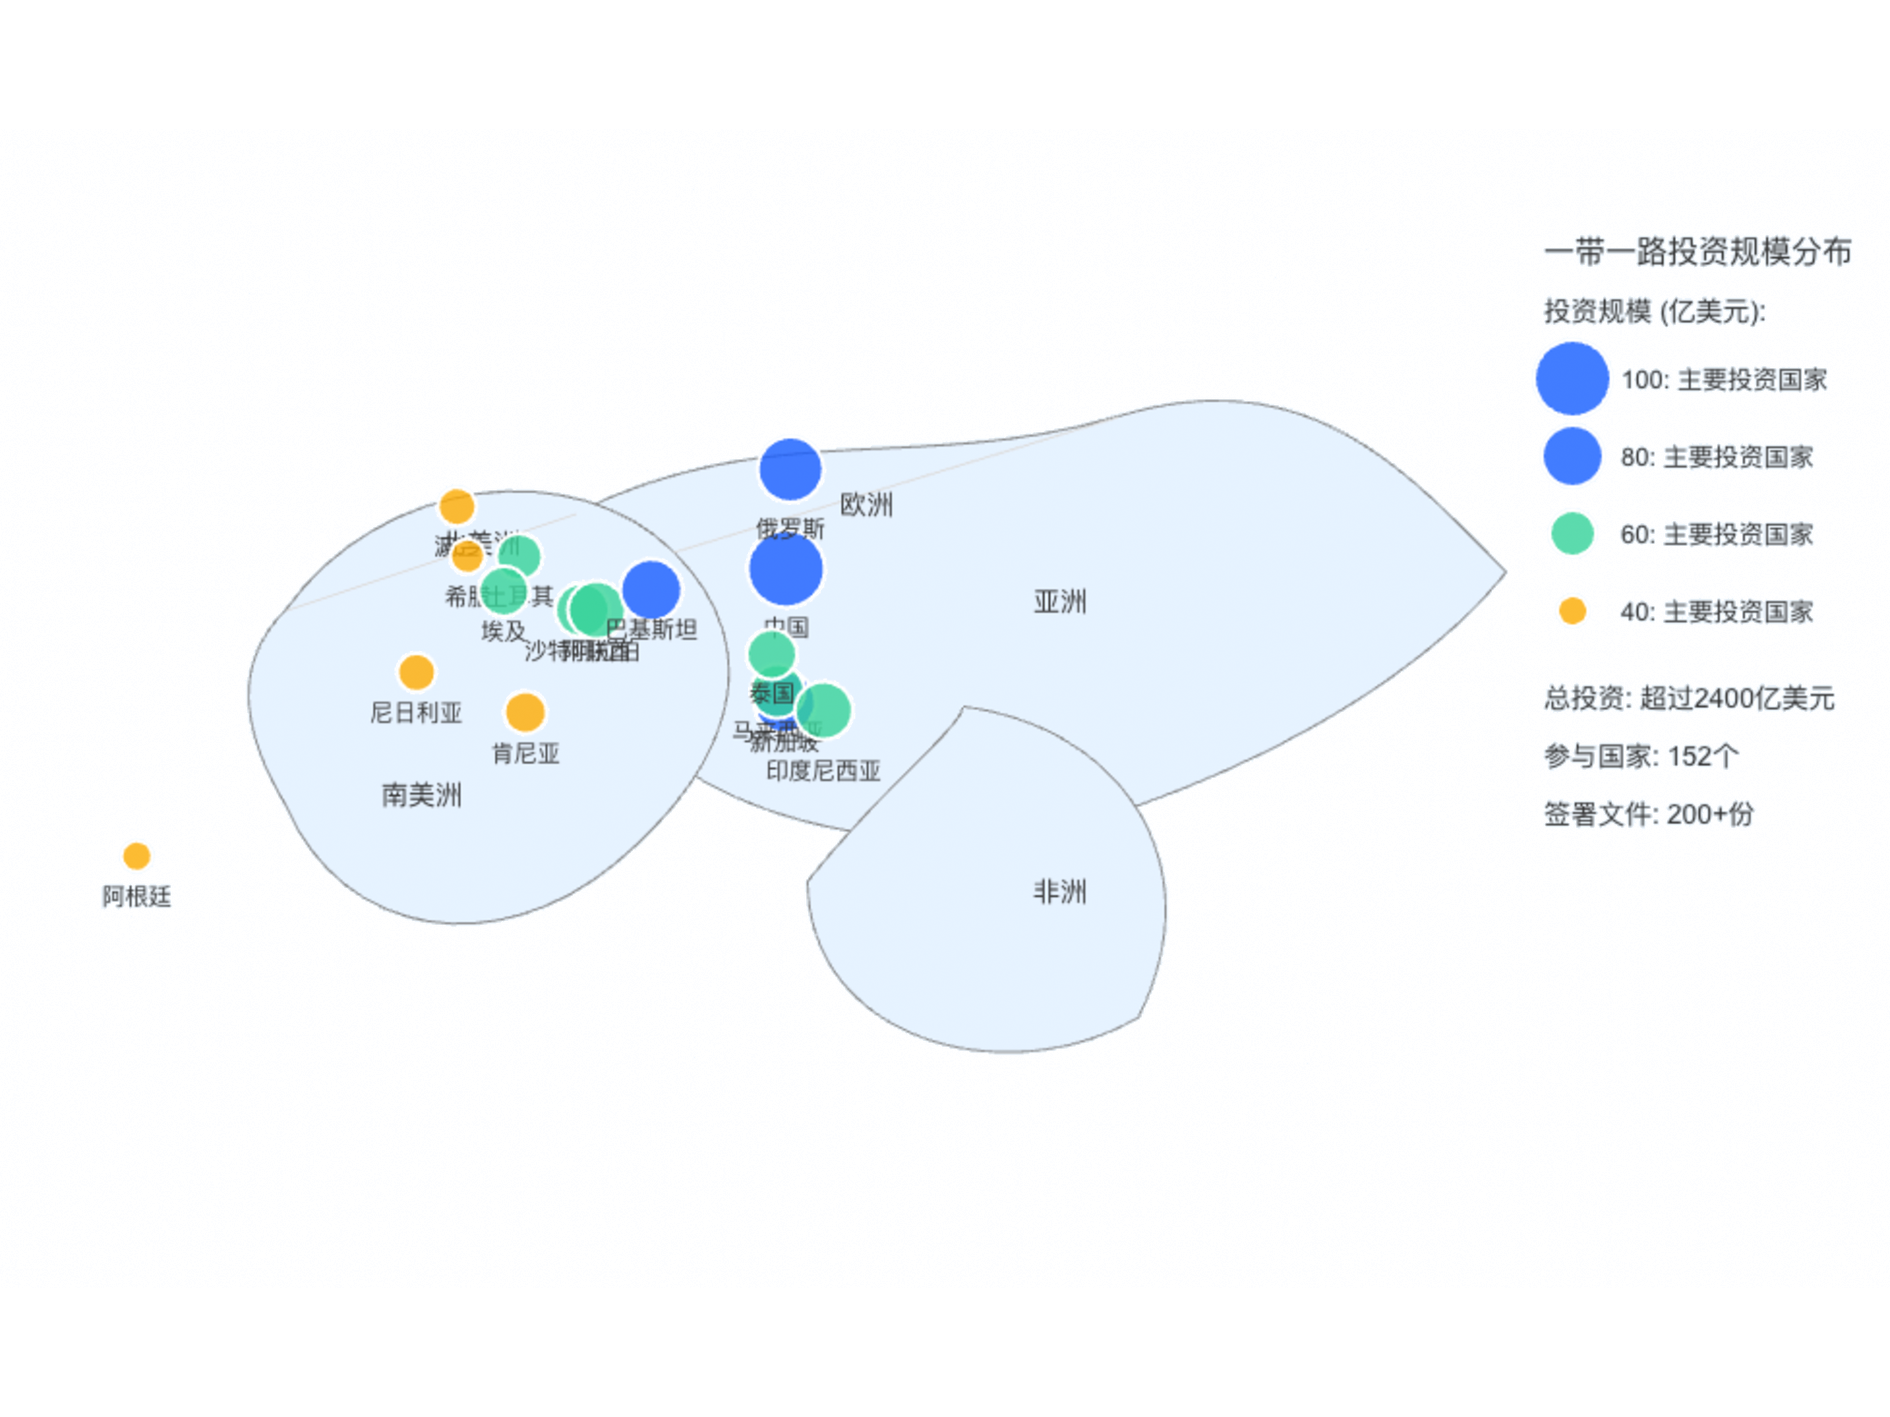 一带一路投资规模分布
投资规模 (亿美元):
100: 主要投资国家
80: 主要投资国家
60: 主要投资国家
40: 主要投资国家
总投资: 超过2400亿美元
参与国家: 152个
签署文件: 200+份
欧洲
俄罗斯
北美洲
希腊
土耳其
亚洲
埃及
中国
巴基斯坦
沙特阿拉伯
泰国
尼日利亚
马来西亚
新加坡
肯尼亚
印度尼西亚
南美洲
非洲
阿根廷